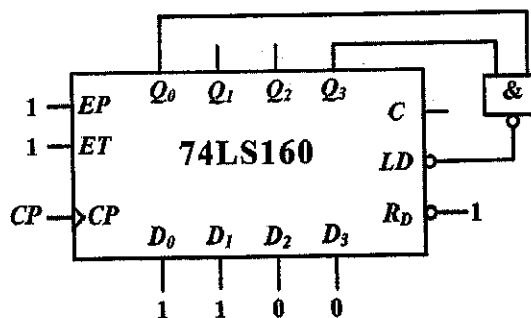 Q₀ Q₁ Q₂ Q₃ &
1 EP C
1 ET 74LS160 LD
CP CP R_D 1
D₀ D₁ D₂ D₃
1 1 0 0